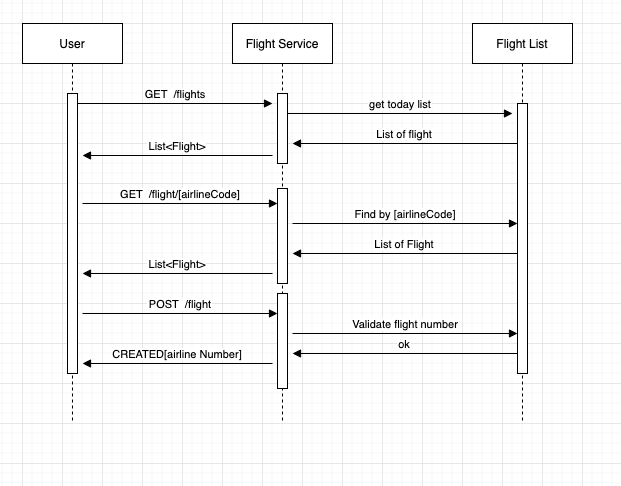 User
Flight Service
Flight List
GET /flights
get today list
List of flight
List<Flight>
GET /flight/[airlineCode]
Find by [airlineCode]
List of Flight
List<Flight>
POST /flight
Validate flight number
ok
CREATED[airline Number]